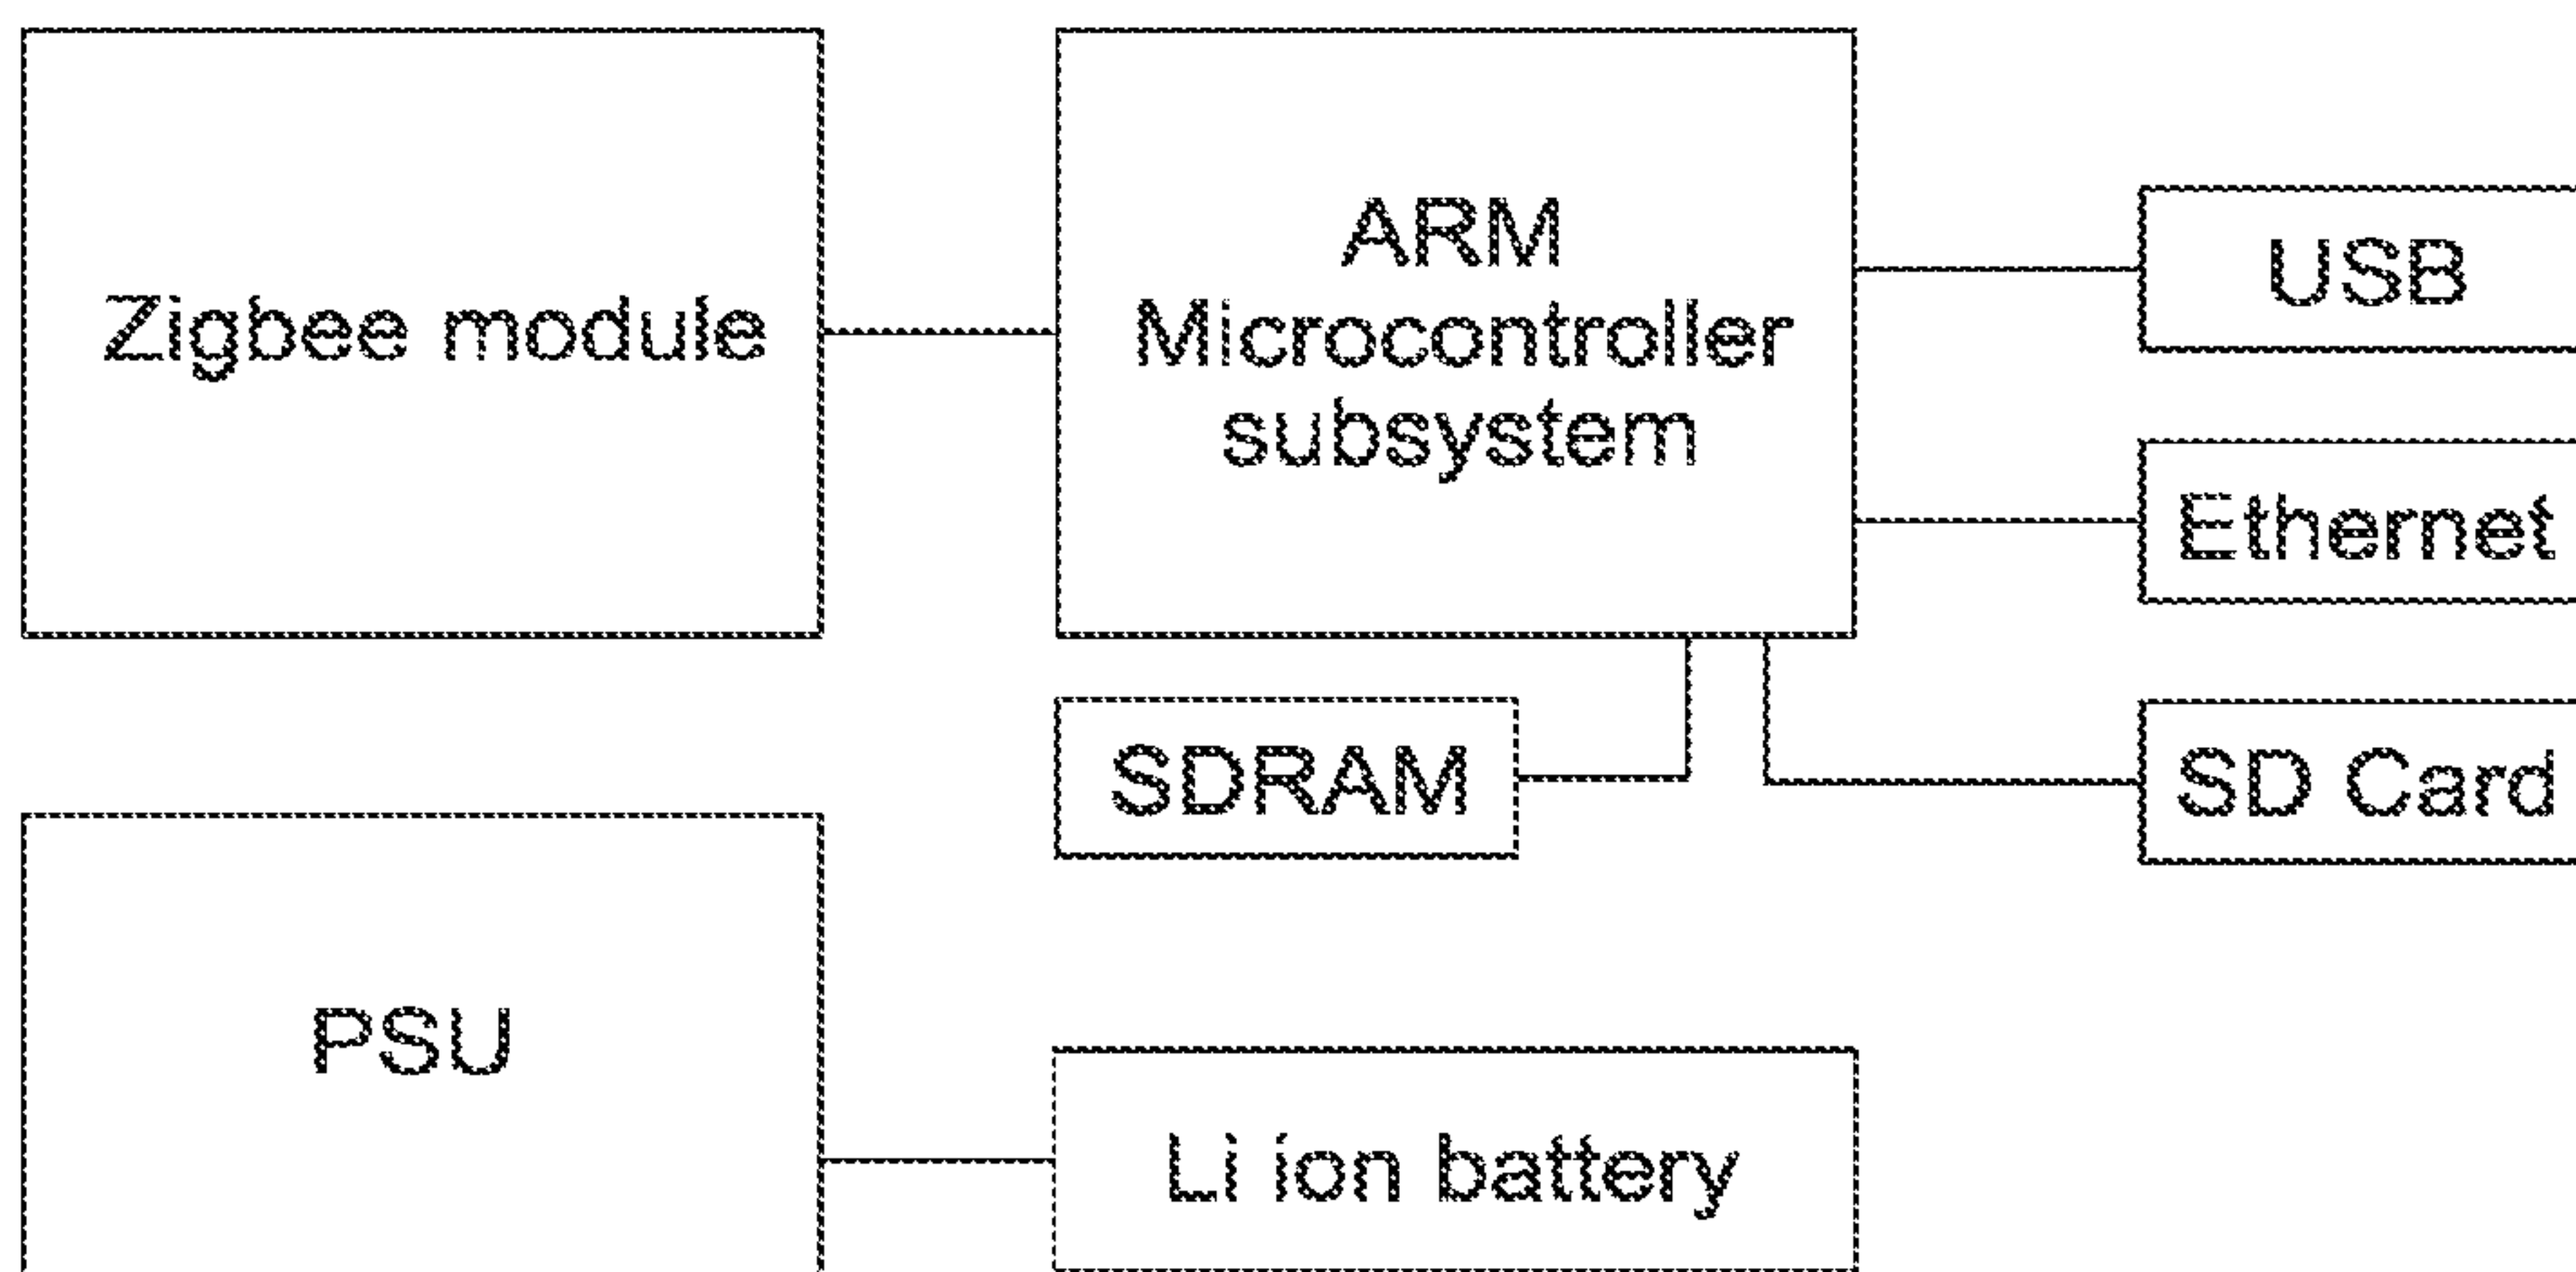 Zigbee module
ARM
Microcontroller
subsystem
USB
Ethernet
SDRAM
SD Card
PSU
Li ion battery